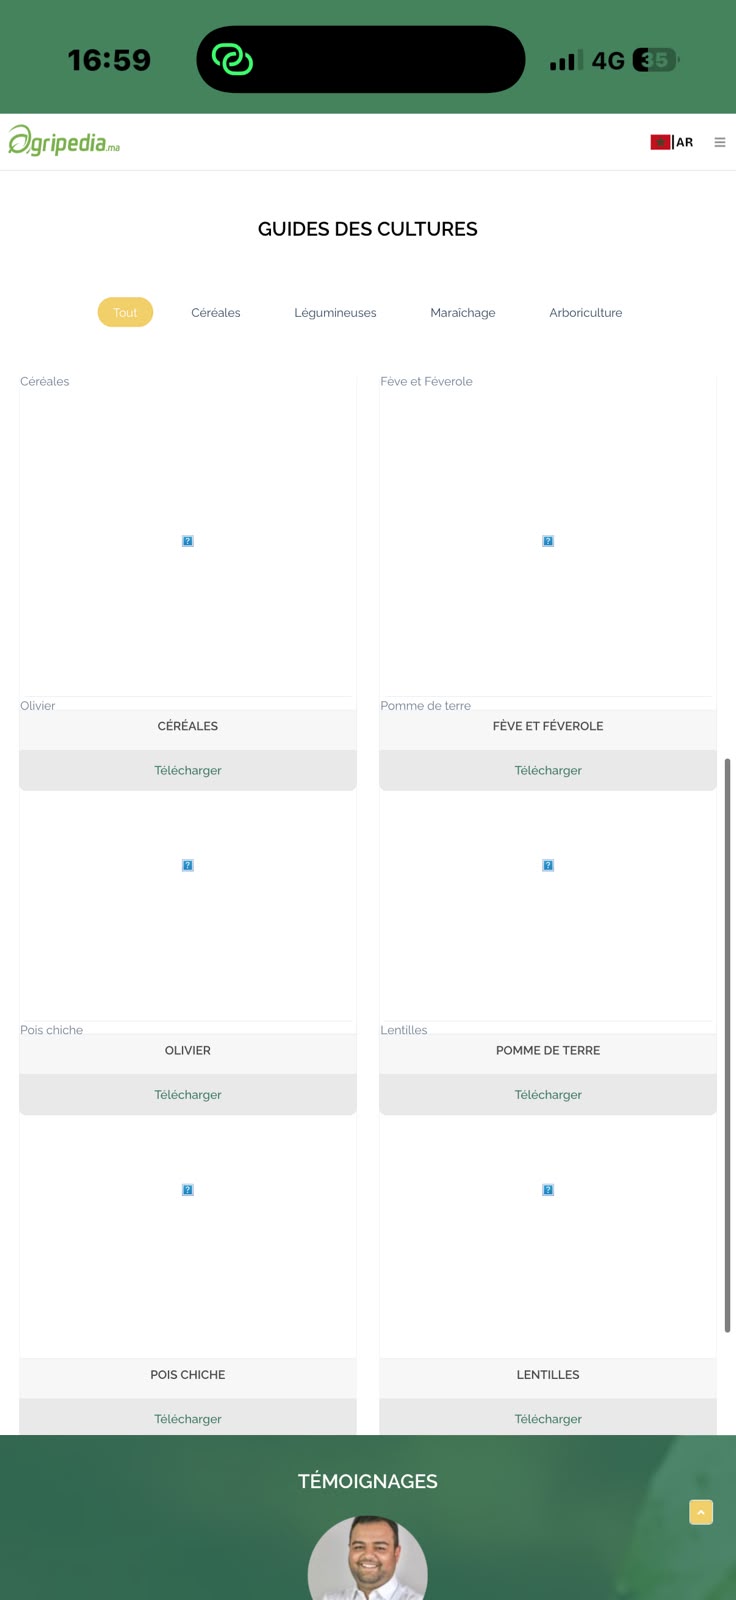 16:59
4G 35
agripedia.ma
AR
GUIDES DES CULTURES
Tout Céréales Légumineuses Maraîchage Arboriculture
Céréales
Fève et Féverole
Olivier
Pomme de terre
CÉRÉALES
FÈVE ET FÉVEROLE
Télécharger
Télécharger
Pois chiche
Lentilles
OLIVIER
POMME DE TERRE
Télécharger
Télécharger
POIS CHICHE
LENTILLES
Télécharger
Télécharger
TÉMOIGNAGES